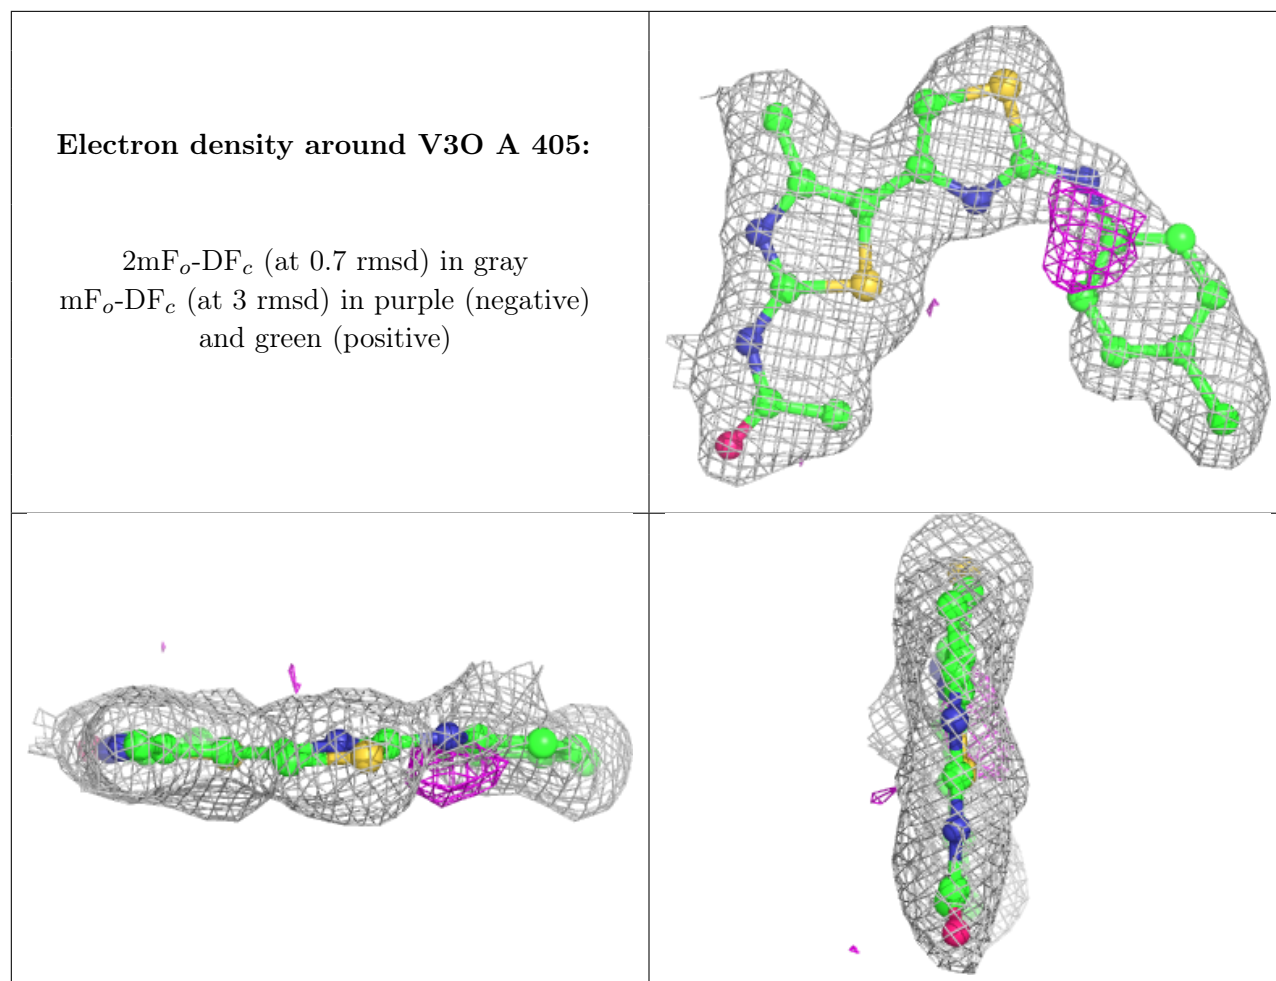 Electron density around V3O A 405:
2mFo-DFc (at 0.7 rmsd) in gray
mFo-DFc (at 3 rmsd) in purple (negative)
and green (positive)